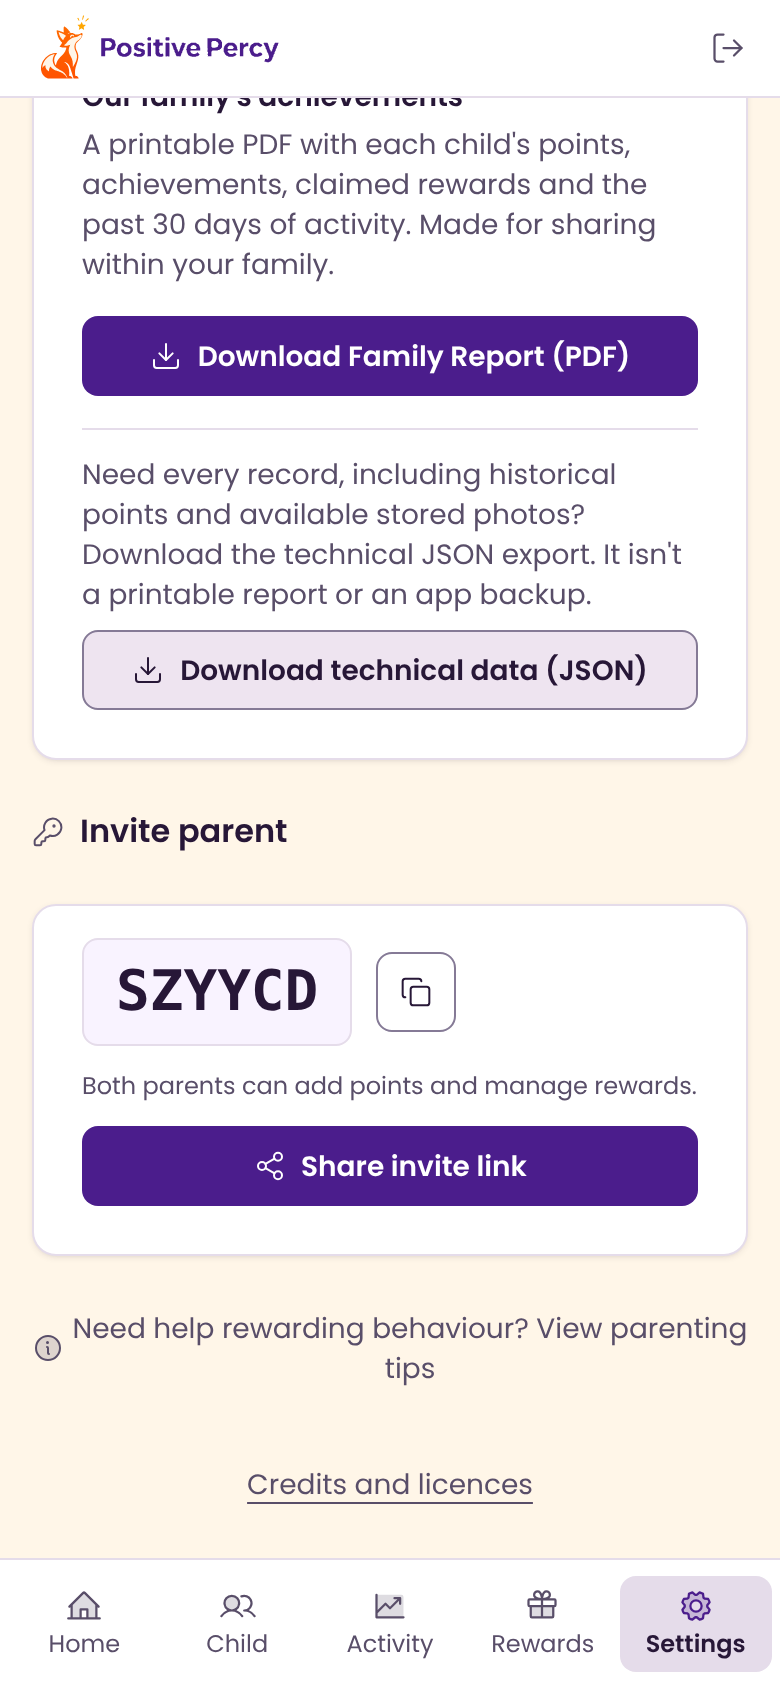 Positive Percy
Our family's achievements
A printable PDF with each child's points,
achievements, claimed rewards and the
past 30 days of activity. Made for sharing
within your family.
Download Family Report (PDF)
Need every record, including historical
points and available stored photos?
Download the technical JSON export. It isn't
a printable report or an app backup.
Download technical data (JSON)
Invite parent
SZYYCD
Both parents can add points and manage rewards.
Share invite link
Need help rewarding behaviour? View parenting
tips
Credits and licences
Home
Child
Activity
Rewards
Settings